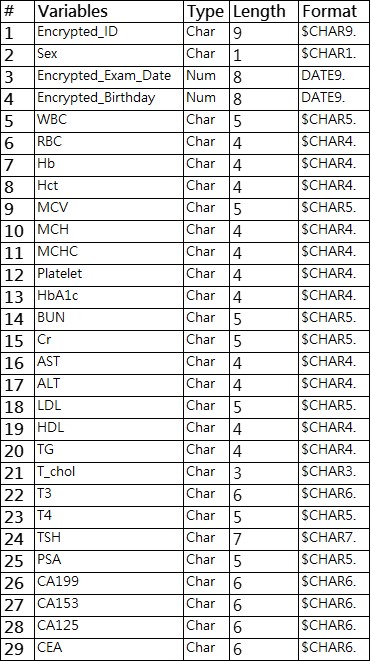 # Variables Type Length Format
1 Encrypted_ID Char 9 $CHAR9.
2 Sex Char 1 $CHAR1.
3 Encrypted_Exam_Date Num 8 DATE9.
4 Encrypted_Birthday Num 8 DATE9.
5 WBC Char 5 $CHAR5.
6 RBC Char 4 $CHAR4.
7 Hb Char 4 $CHAR4.
8 Hct Char 4 $CHAR4.
9 MCV Char 5 $CHAR5.
10 MCH Char 4 $CHAR4.
11 MCHC Char 4 $CHAR4.
12 Platelet Char 4 $CHAR4.
13 HbA1c Char 4 $CHAR4.
14 BUN Char 5 $CHAR5.
15 Cr Char 5 $CHAR5.
16 AST Char 4 $CHAR4.
17 ALT Char 4 $CHAR4.
18 LDL Char 5 $CHAR5.
19 HDL Char 4 $CHAR4.
20 TG Char 4 $CHAR4.
21 T_chol Char 3 $CHAR3.
22 T3 Char 6 $CHAR6.
23 T4 Char 5 $CHAR5.
24 TSH Char 7 $CHAR7.
25 PSA Char 5 $CHAR5.
26 CA199 Char 6 $CHAR6.
27 CA153 Char 6 $CHAR6.
28 CA125 Char 6 $CHAR6.
29 CEA Char 6 $CHAR6.